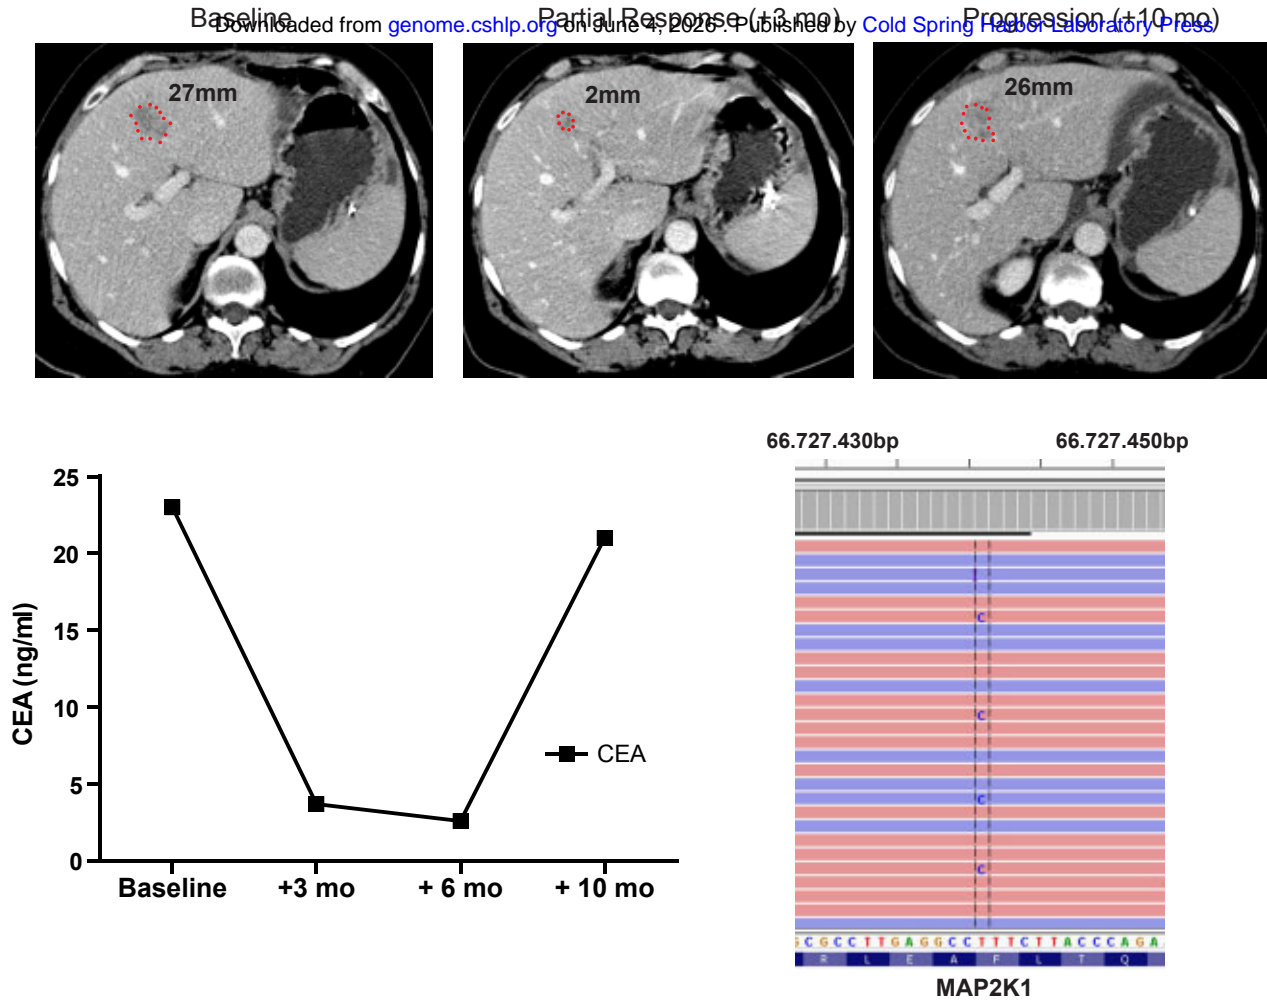 Baseline
Partial Response (+3 mo)
Progression (+10 mo)
Downloaded from genome.cshlp.org on June 4, 2026 . Published by Cold Spring Harbor Laboratory Press
27mm
2mm
26mm
66.727.430bp
66.727.450bp
25
20
15
10
5
0
CEA (ng/ml)
CEA
Baseline
+3 mo
+ 6 mo
+ 10 mo
C
C
C
C
G C G C C T T G A G G C C T T T C T T A C C C A G A
R L E A F L T Q
MAP2K1